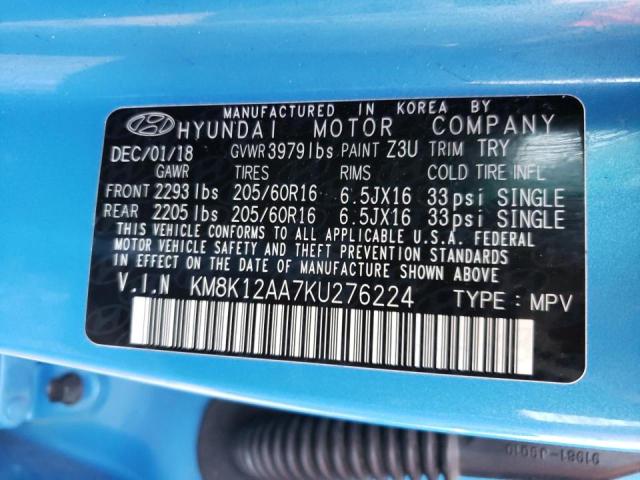 MANUFACTURED IN KOREA BY
HYUNDAI MOTOR COMPANY
DEC/01/18 GVWR 3979lbs PAINT Z3U TRIM TRY
GAWR TIRES RIMS COLD TIRE INFL
FRONT 2293lbs 205/60R16 6.5JX16 33psi SINGLE
REAR 2205lbs 205/60R16 6.5JX16 33psi SINGLE
THIS VEHICLE CONFORMS TO ALL APPLICABLE U.S.A. FEDERAL
MOTOR VEHICLE SAFETY AND THEFT PREVENTION STANDARDS
IN EFFECT ON THE DATE OF MANUFACTURE SHOWN ABOVE.
V.I.N KM8K12AA7KU276224 TYPE : MPV
91981-J9010